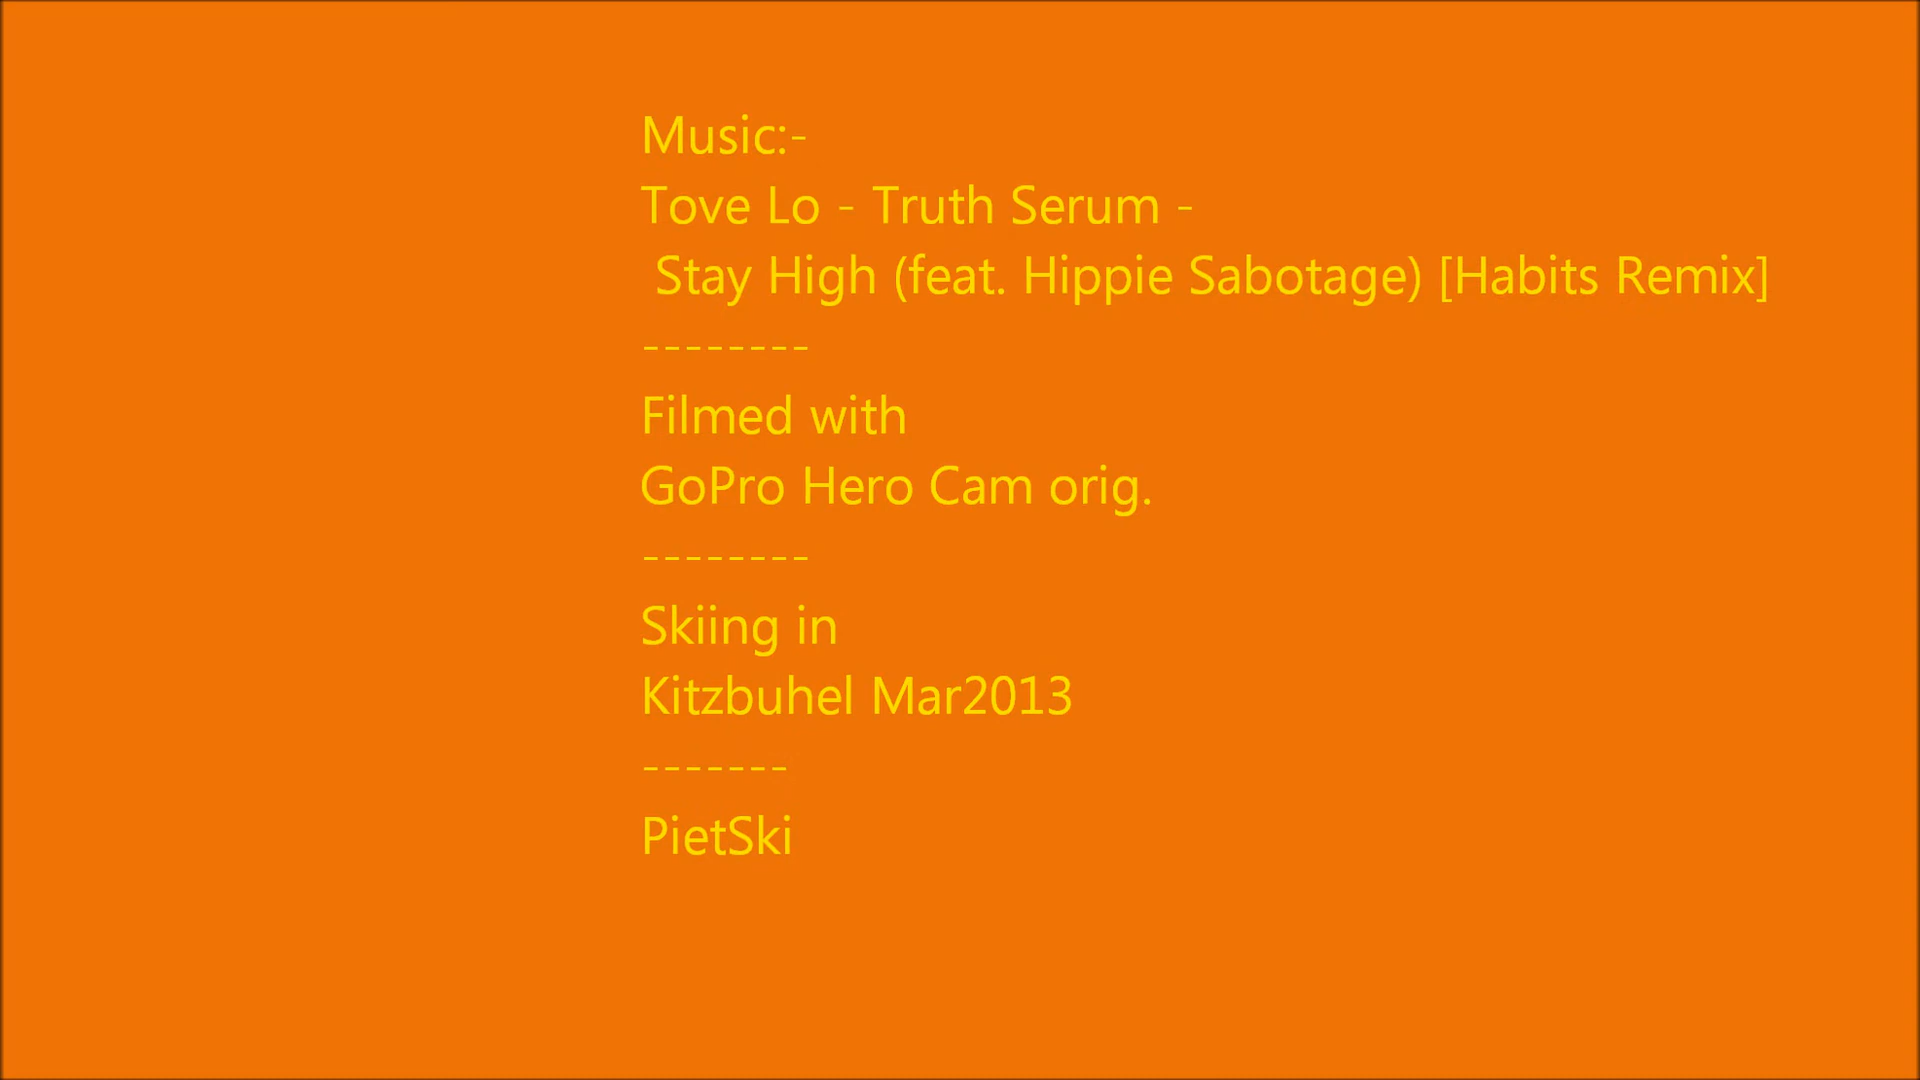 Music:-
Tove Lo - Truth Serum -
Stay High (feat. Hippie Sabotage) [Habits Remix]
--------
Filmed with
GoPro Hero Cam orig.
--------
Skiing in
Kitzbuhel Mar2013
-------
PietSki